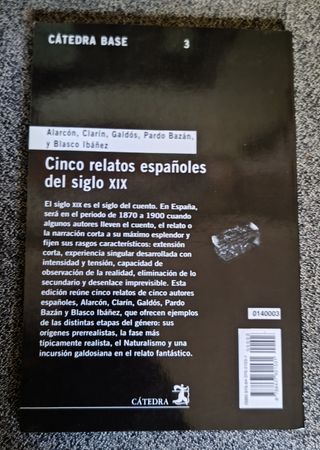 CÁTEDRA BASE 3
Alarcón, Clarín, Galdós, Pardo Bazán,
y Blasco Ibáñez
Cinco relatos españoles
del siglo XIX
El siglo XIX es el siglo del cuento. En España,
será en el periodo de 1870 a 1900 cuando
algunos autores lleven el cuento, el relato o
la narración corta a su máximo esplendor y
fijen sus rasgos característicos: extensión
corta, experiencia singular desarrollada con
intensidad y tensión, capacidad de
observación de la realidad, eliminación de lo
secundario y desenlace imprevisible. Esta
edición reúne cinco relatos de cinco autores
españoles, Alarcón, Clarín, Galdós, Pardo
Bazán y Blasco Ibáñez, que ofrecen ejemplos
de las distintas etapas del género: sus
orígenes prerrealistas, la fase más
típicamente realista, el Naturalismo y una
incursión galdosiana en el relato fantástico.
0140003
CÁTEDRA